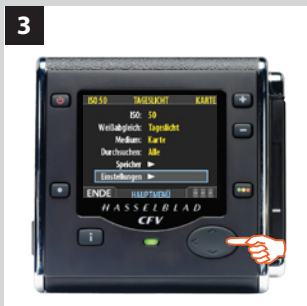 3
ISO 50 TAGESLICHT KARTE
ISO: 50
Weißabgleich: Tageslicht
Medium: Karte
Durchsuchen: Alle
Speicher ►
Einstellungen ►
ENDE HAUPTMENÜ
HASSELBLAD
CFV
i